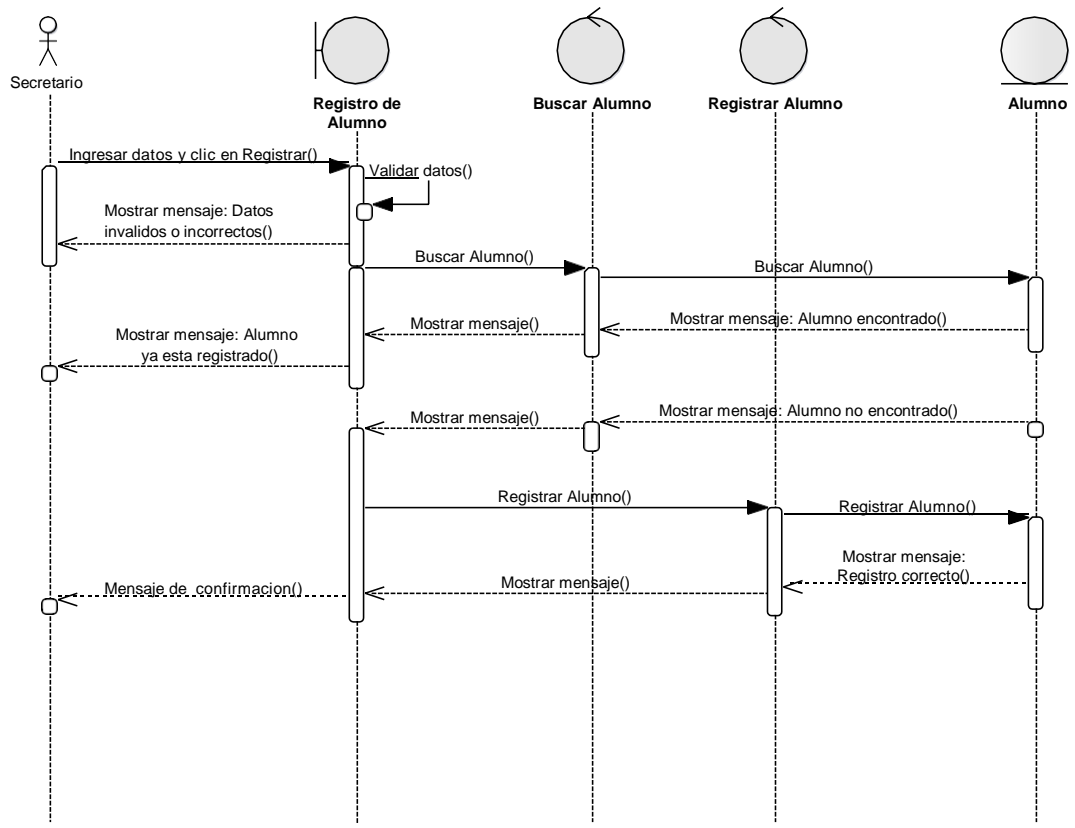 Secretario
Registro de
Alumno
Buscar Alumno
Registrar Alumno
Alumno
Ingresar datos y clic en Registrar()
Validar datos()
Mostrar mensaje: Datos
invalidos o incorrectos()
Buscar Alumno()
Buscar Alumno()
Mostrar mensaje: Alumno encontrado()
Mostrar mensaje()
Mostrar mensaje: Alumno
ya esta registrado()
Mostrar mensaje: Alumno no encontrado()
Mostrar mensaje()
Registrar Alumno()
Registrar Alumno()
Mostrar mensaje:
Registro correcto()
Mostrar mensaje()
Mensaje de confirmacion()